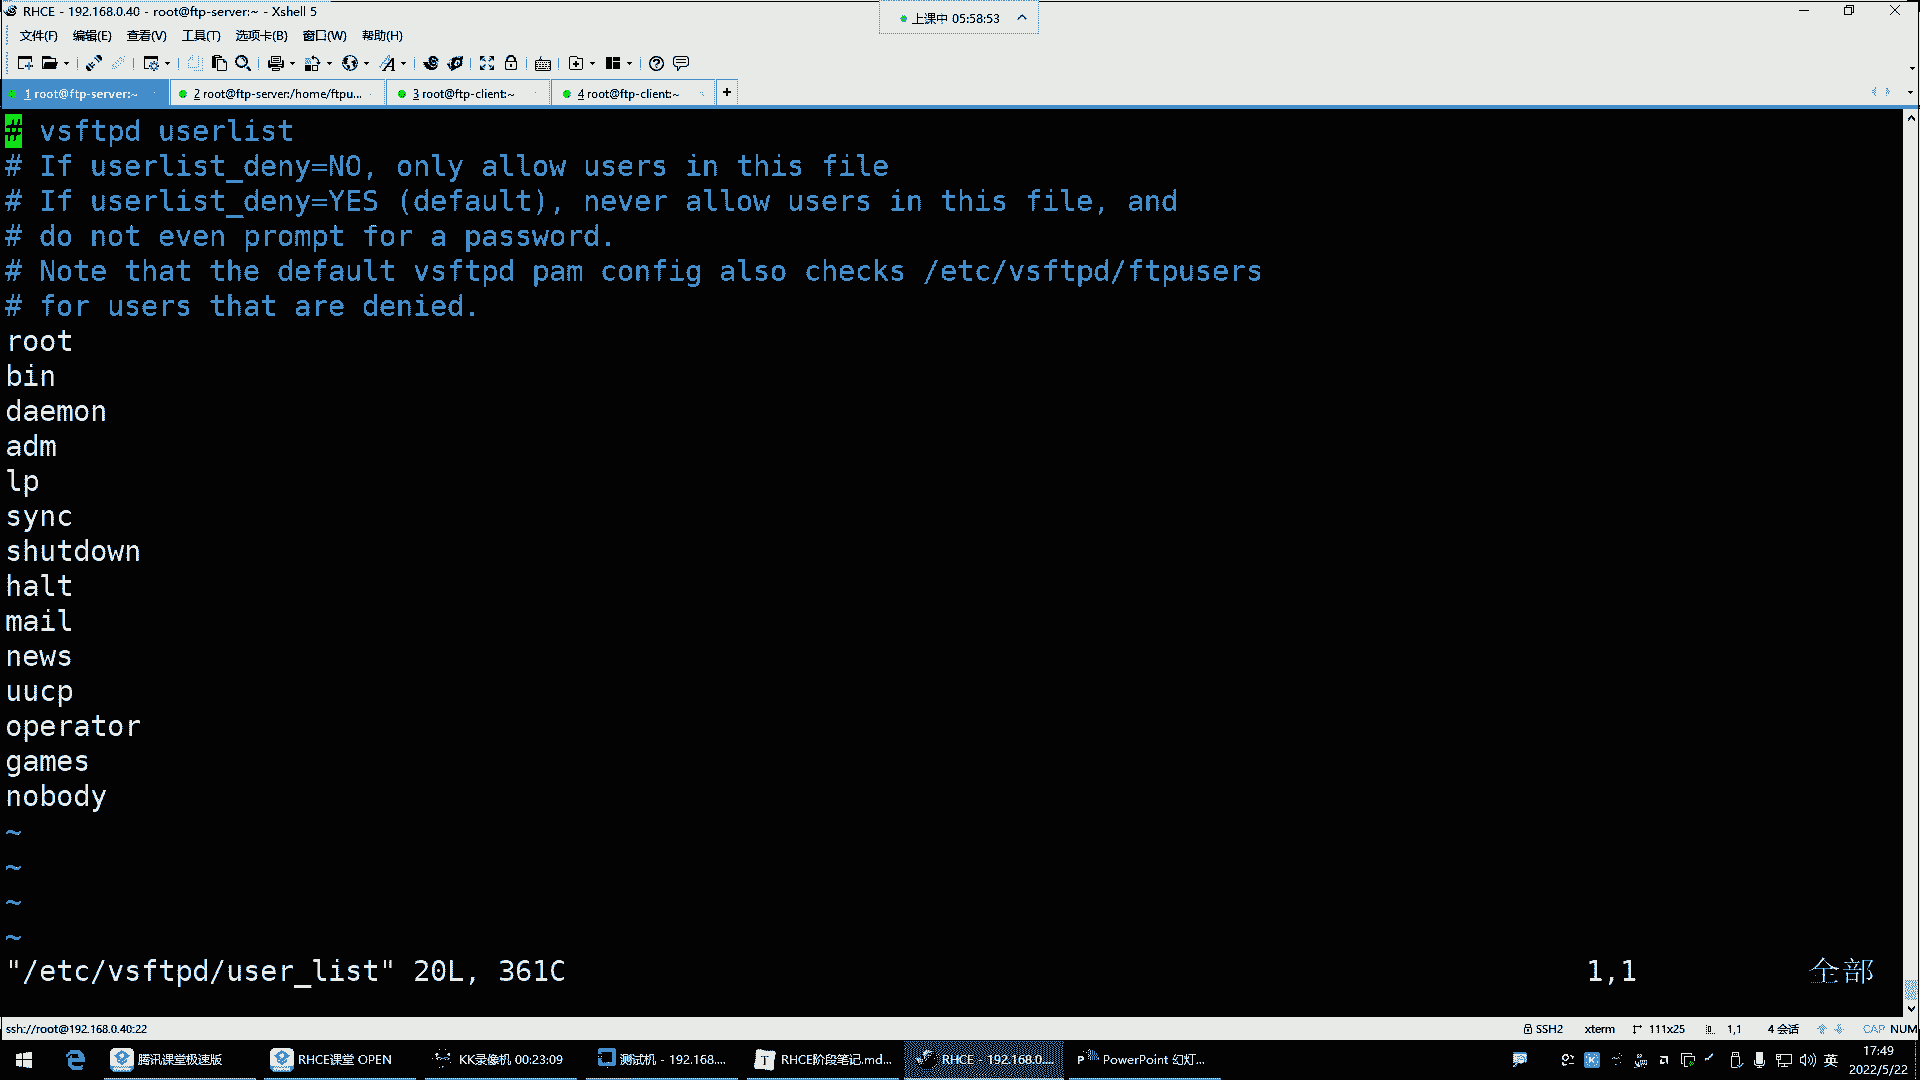 RHCE - 192.168.0.40 - root@ftp-server:~ - Xshell 5
上课中 05:58:53
文件(F) 编辑(E) 查看(V) 工具(T) 选项卡(B) 窗口(W) 帮助(H)
1 root@ftp-server:~ 2 root@ftp-server:/home/ftpu... 3 root@ftp-client:~ 4 root@ftp-client:~ +
# vsftpd userlist
# If userlist_deny=NO, only allow users in this file
# If userlist_deny=YES (default), never allow users in this file, and
# do not even prompt for a password.
# Note that the default vsftpd pam config also checks /etc/vsftpd/ftpusers
# for users that are denied.
root
bin
daemon
adm
lp
sync
shutdown
halt
mail
news
uucp
operator
games
nobody
~
~
~
~
"/etc/vsftpd/user_list" 20L, 361C 1,1 全部
ssh://root@192.168.0.40:22 SSH2 xterm 111x25 1,1 4 会话 CAP NUM
腾讯课堂极速版 RHCE课堂 OPEN KK录像机 00:23:09 测试机 - 192.168.... RHCE阶段笔记.md... RHCE - 192.168.0.... PowerPoint 幻灯... 英 17:49
2022/5/22